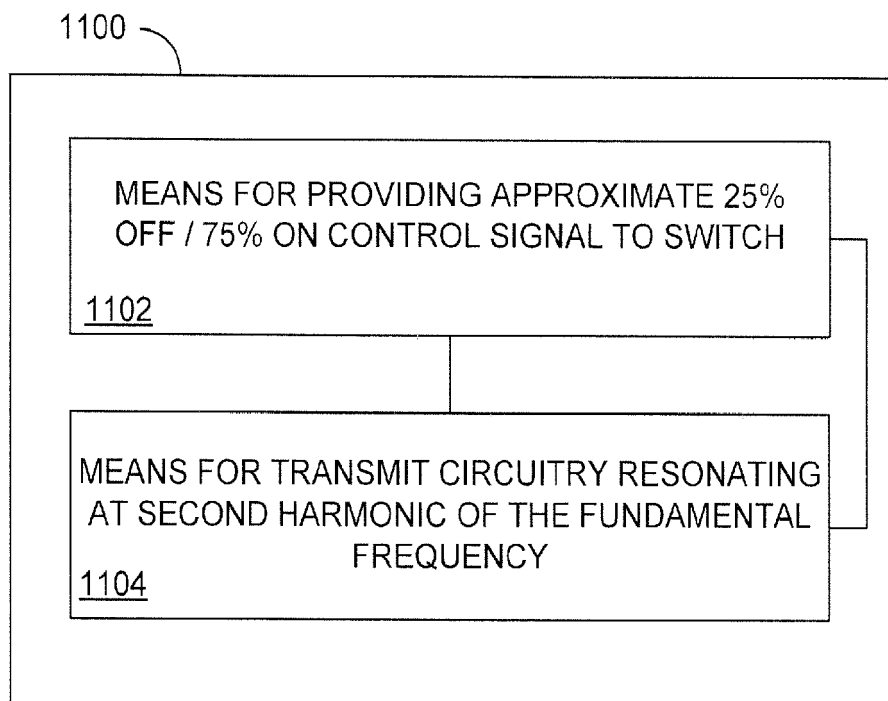 1100
MEANS FOR PROVIDING APPROXIMATE 25%
OFF / 75% ON CONTROL SIGNAL TO SWITCH
1102
MEANS FOR TRANSMIT CIRCUITRY RESONATING
AT SECOND HARMONIC OF THE FUNDAMENTAL
FREQUENCY
1104